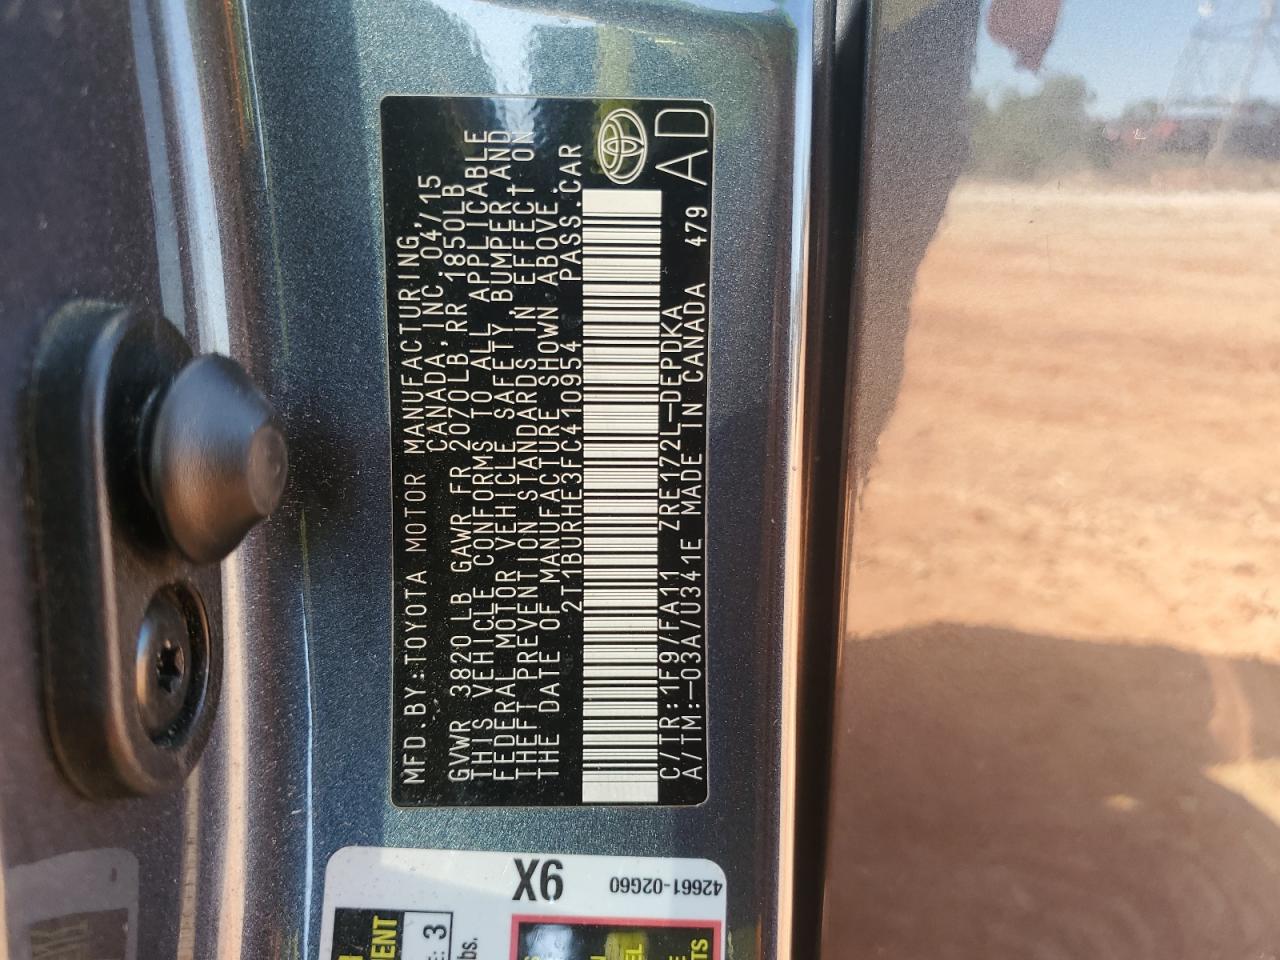 MFD.BY:TOYOTA MOTOR MANUFACTURING,
CANADA,INC. 04/15
GVWR 3820 LB GAWR FR 2070LB,RR 1850LB
THIS VEHICLE CONFORMS TO ALL APPLICABLE
FEDERAL MOTOR VEHICLE SAFETY,BUMPER,AND
THEFT PREVENTION STANDARDS IN EFFECT ON
THE DATE OF MANUFACTURE SHOWN ABOVE.
2T1BURHE3FC410954 PASS.CAR
C/TR:1F9/FA11 ZRE172L-DEPDKA
A/TM:-03A/U341E MADE IN CANADA 479
AD
X6
42661-02G60
3
bs.